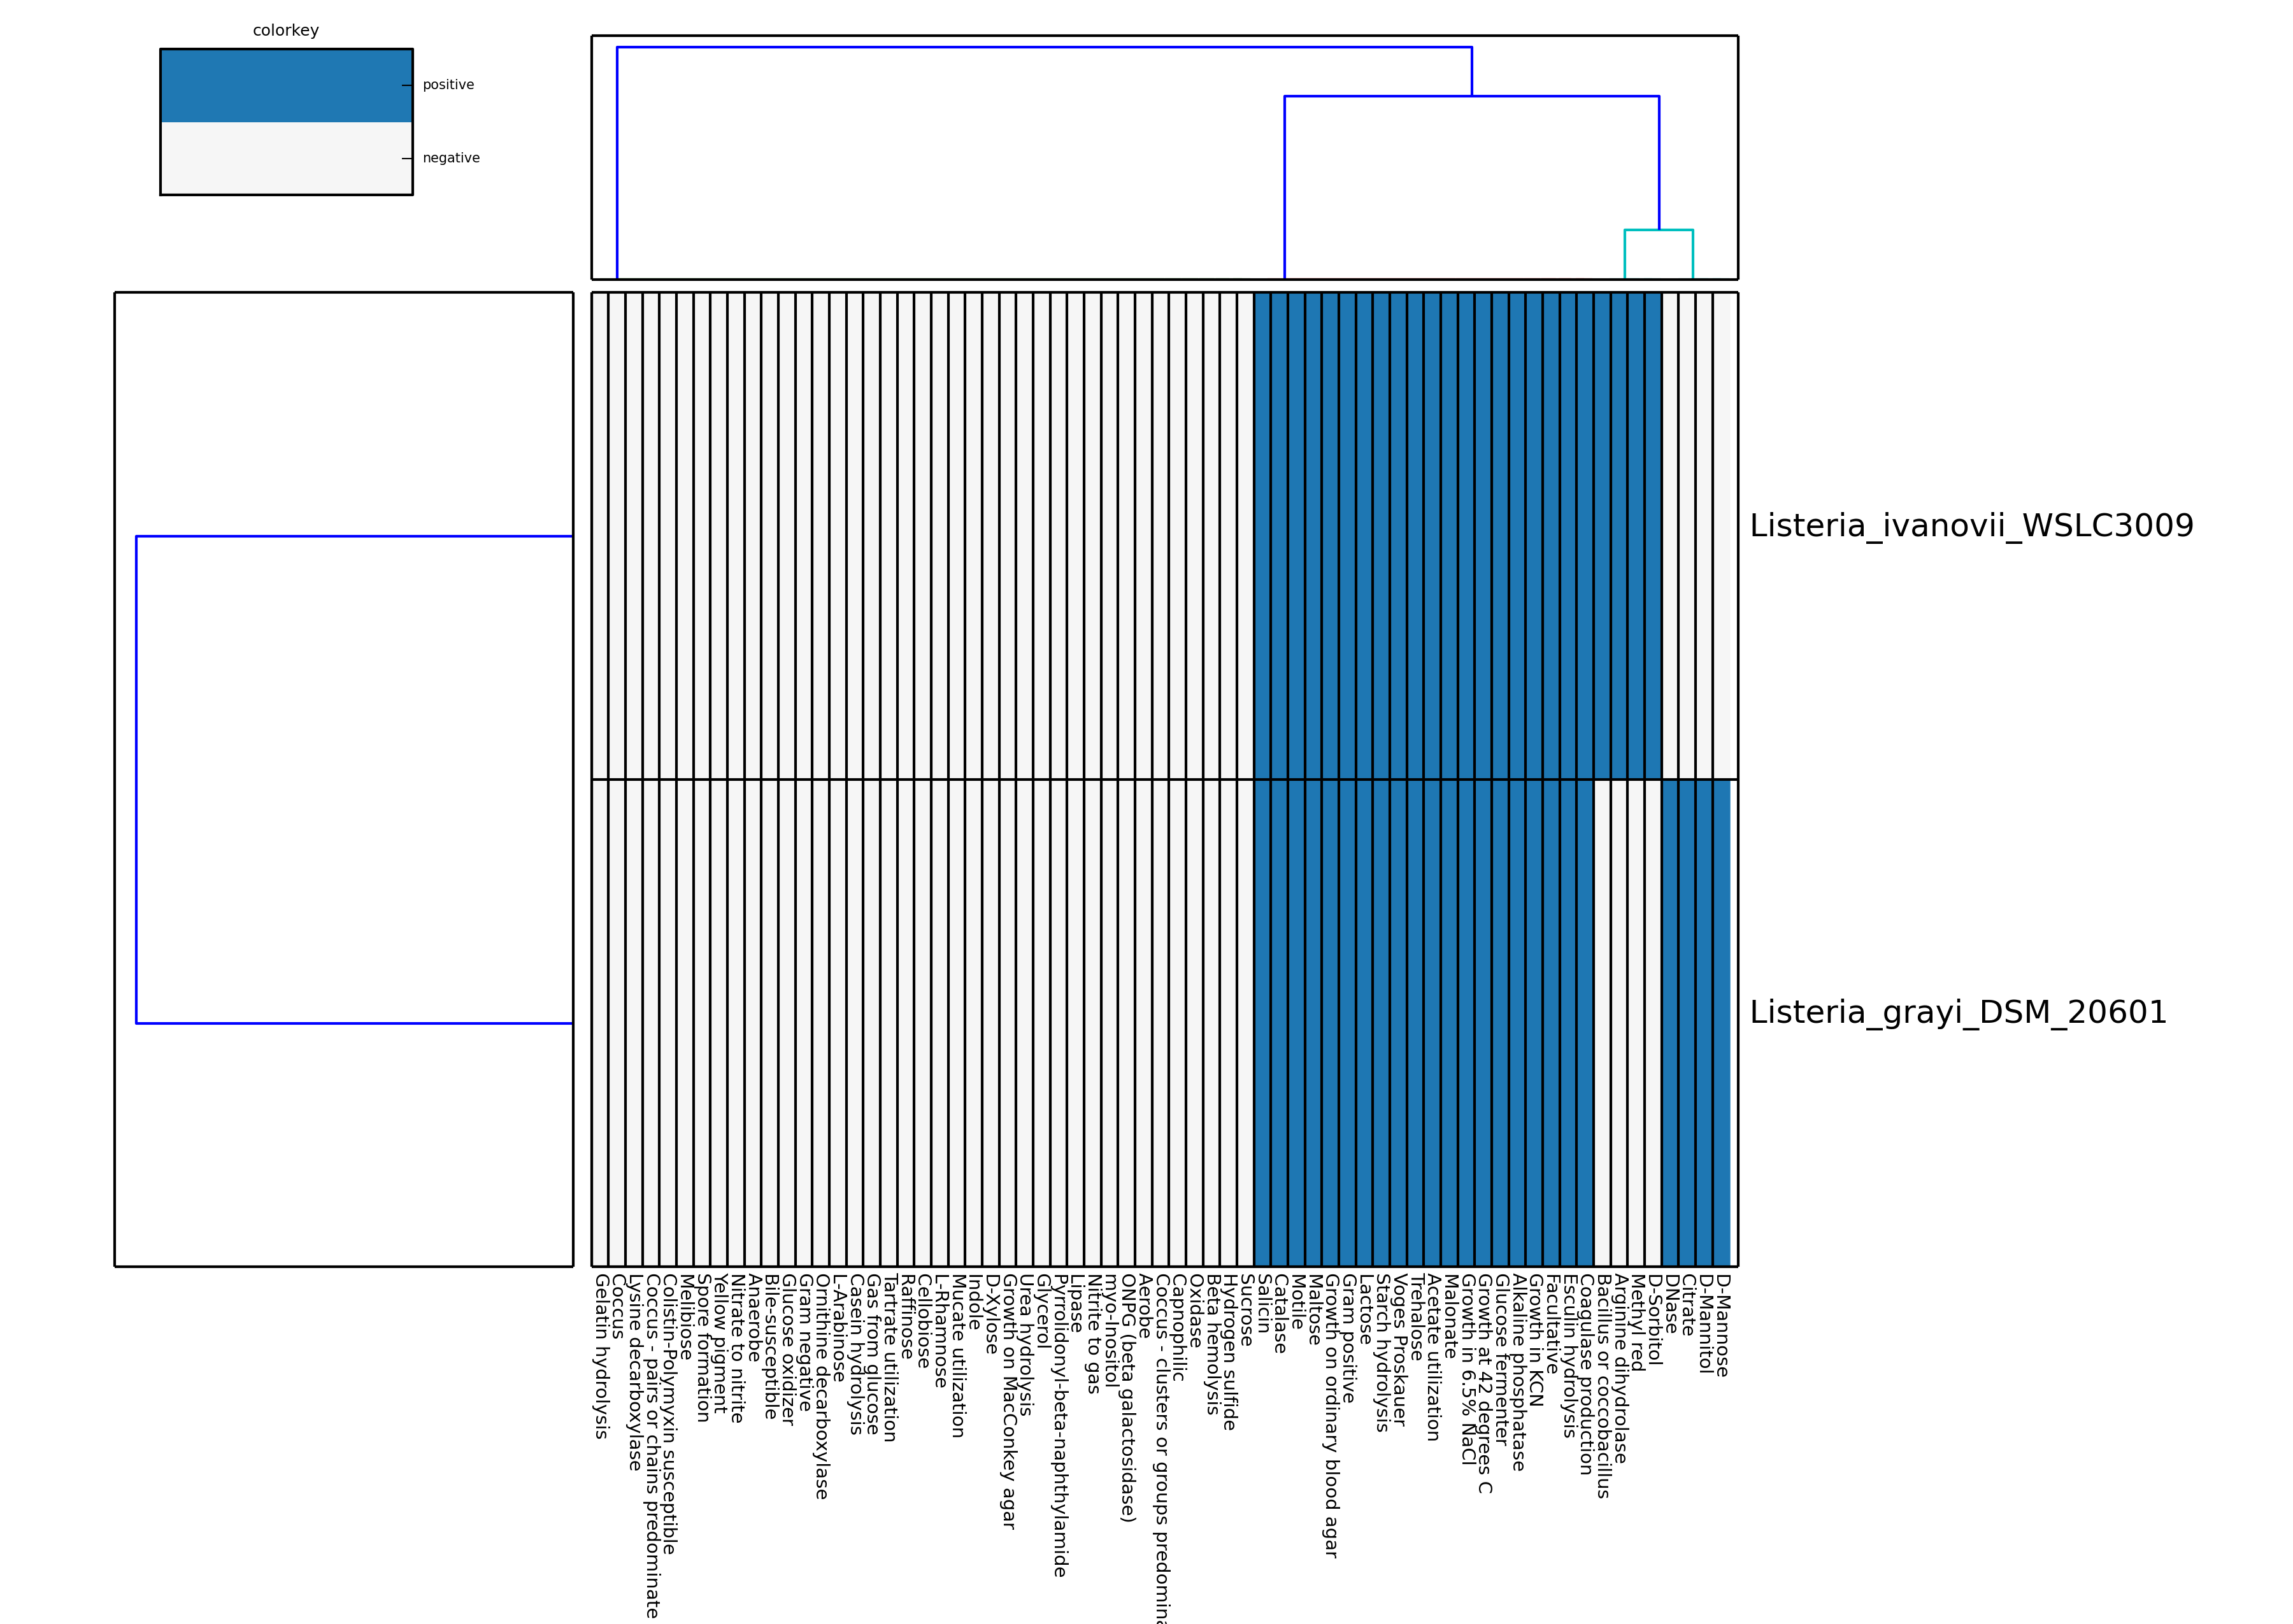 colorkey
positive
negative
Listeria_ivanovii_WSLC3009
Listeria_grayi_DSM_20601
Gelatin hydrolysis
Coccus
Lysine decarboxylase
Coccus - pairs or chains predominate
Colistin-Polymyxin susceptible
Melibiose
Spore formation
Yellow pigment
Nitrate to nitrite
Anaerobe
Bile-susceptible
Glucose oxidizer
Gram negative
Ornithine decarboxylase
L-Arabinose
Casein hydrolysis
Gas from glucose
Tartrate utilization
Raffinose
Cellobiose
L-Rhamnose
Mucate utilization
Indole
D-Xylose
Growth on MacConkey agar
Urea hydrolysis
Glycerol
Pyrrolidonyl-beta-naphthylamide
Lipase
Nitrite to gas
myo-Inositol
ONPG (beta galactosidase)
Aerobe
Coccus - clusters or groups
Capnophilic
Oxidase
Beta hemolysis
Hydrogen sulfide
Sucrose
Salicin
Catalase
Motile
Maltose
Growth on ordinary blood agar
Gram positive
Lactose
Starch hydrolysis
Voges Proskauer
Trehalose
Acetate utilization
Malonate
Growth in 6.5% NaCl
Growth at 42 degrees C
Glucose fermenter
Alkaline phosphatase
Growth in KCN
Facultative
Esculin hydrolysis
Coagulase production
Bacillus or coccobacillus
Arginine dihydrolase
Methyl red
D-Sorbitol
DNase
Citrate
D-Mannitol
D-Mannose